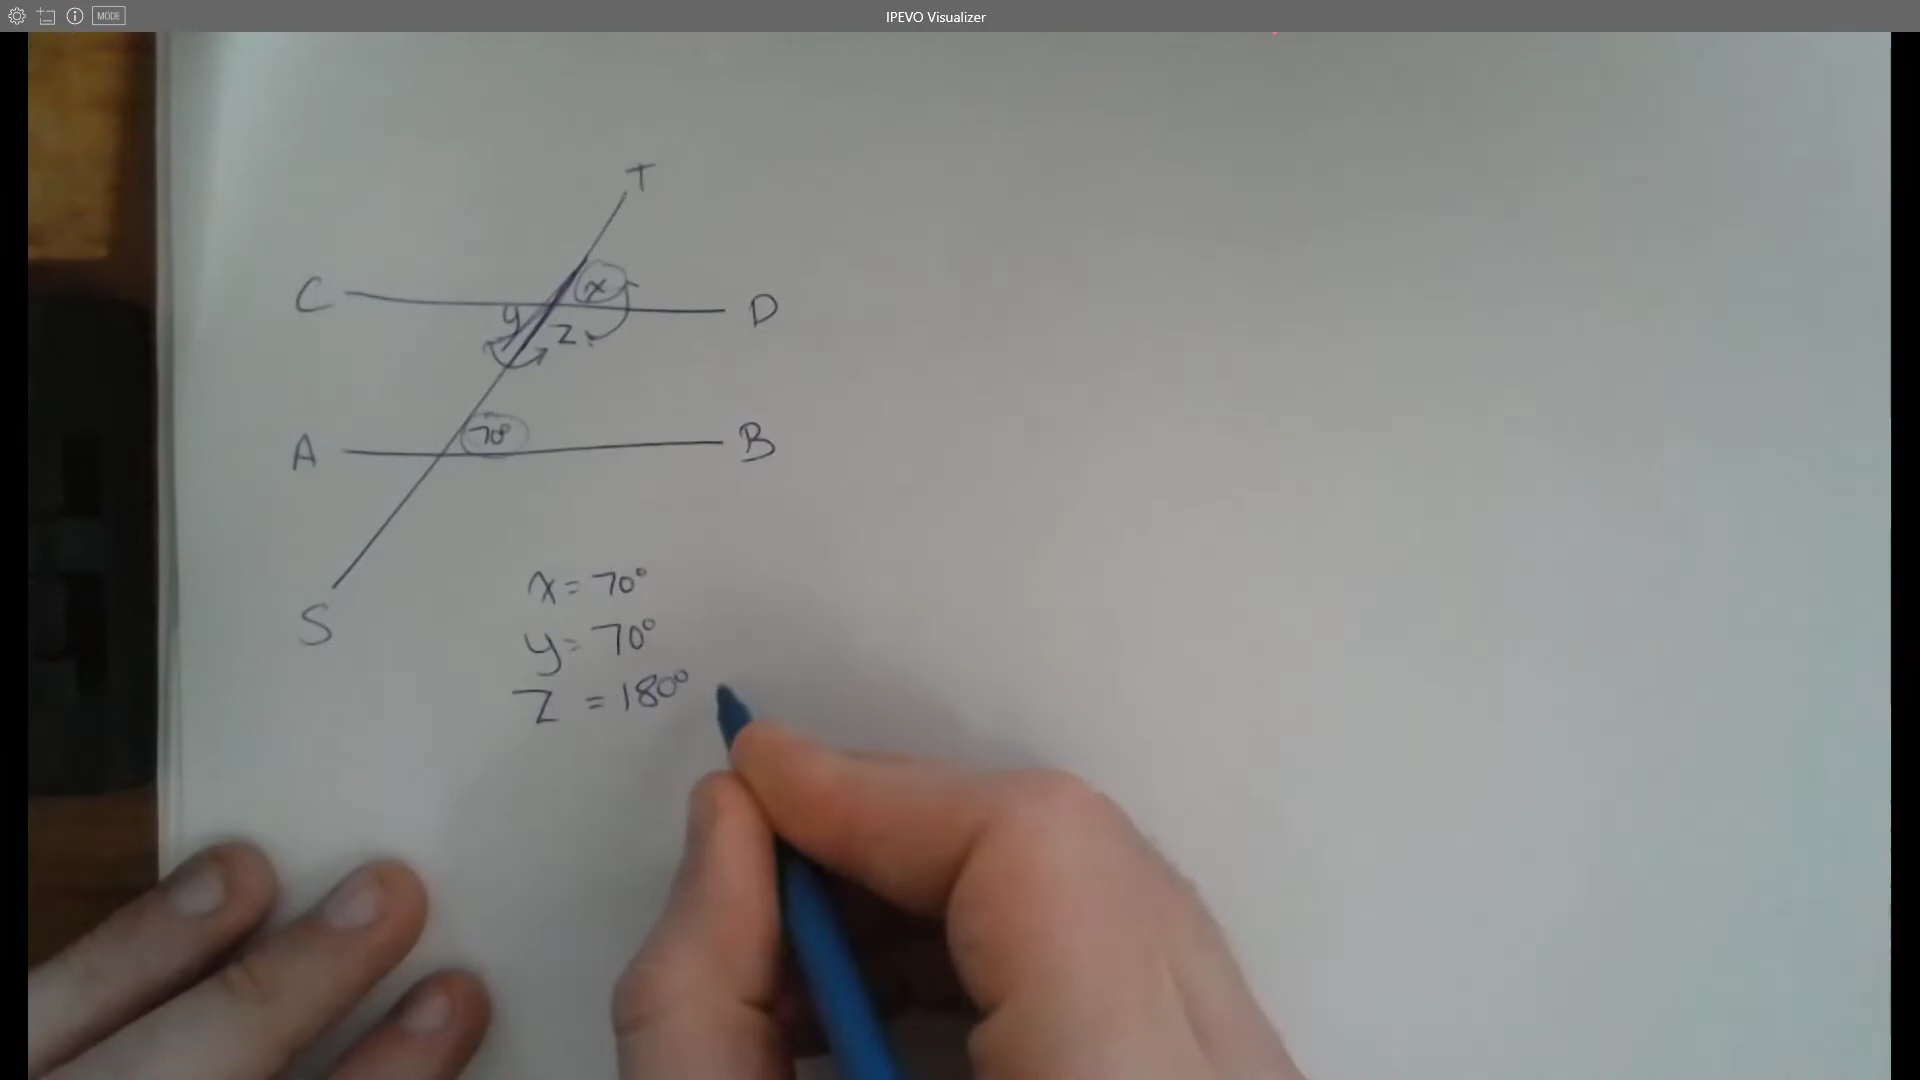 MODE
IPEVO Visualizer
T
x
C
D
y
z
70°
A
B
S
x = 70°
y = 70°
z = 180°